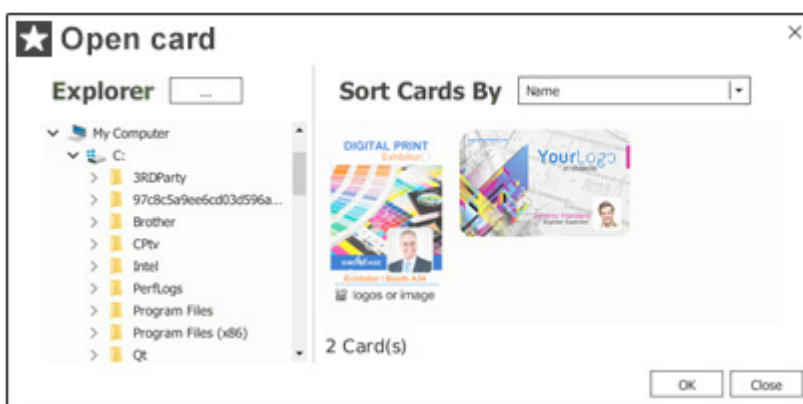 Open card
Explorer
...
Sort Cards By
Name
My Computer
C:
3RDParty
97c8c5a9ee6cd03d596a...
Brother
CPtv
Intel
PerfLogs
Program Files
Program Files (x86)
Qt
DIGITAL PRINT
Exhibition
Exhibitor / Booth A34
logos or image
YourLogo
2 Card(s)
OK
Close